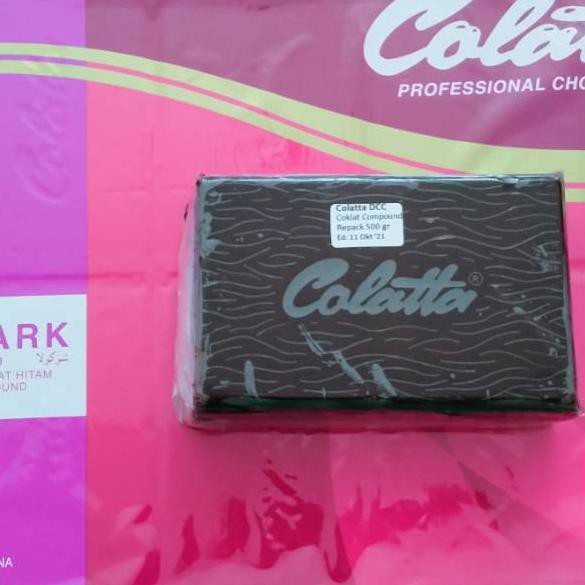 Colatta
PROFESSIONAL CHO
Colatta DCC
Coklat Compound
Repack 500 gr
Ed: 11 Okt '21
Colatta®
ARK
شوكولا
AT HITAM
OUND
NA